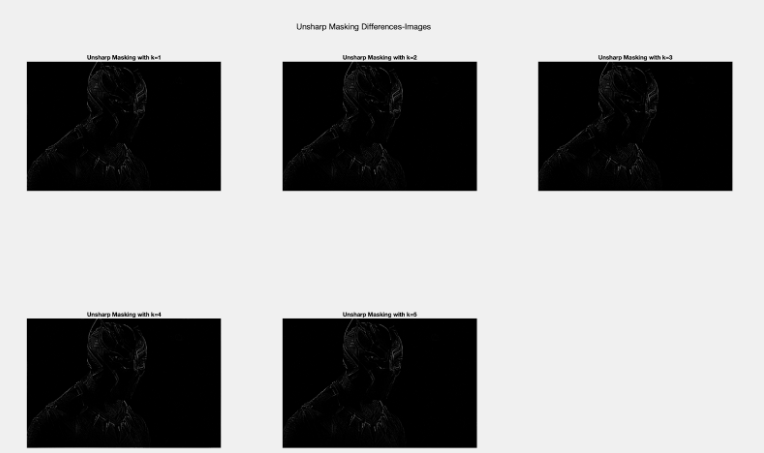 Unsharp Masking Differences-Images
Unsharp Masking with k=1
Unsharp Masking with k=2
Unsharp Masking with k=3
Unsharp Masking with k=4
Unsharp Masking with k=5